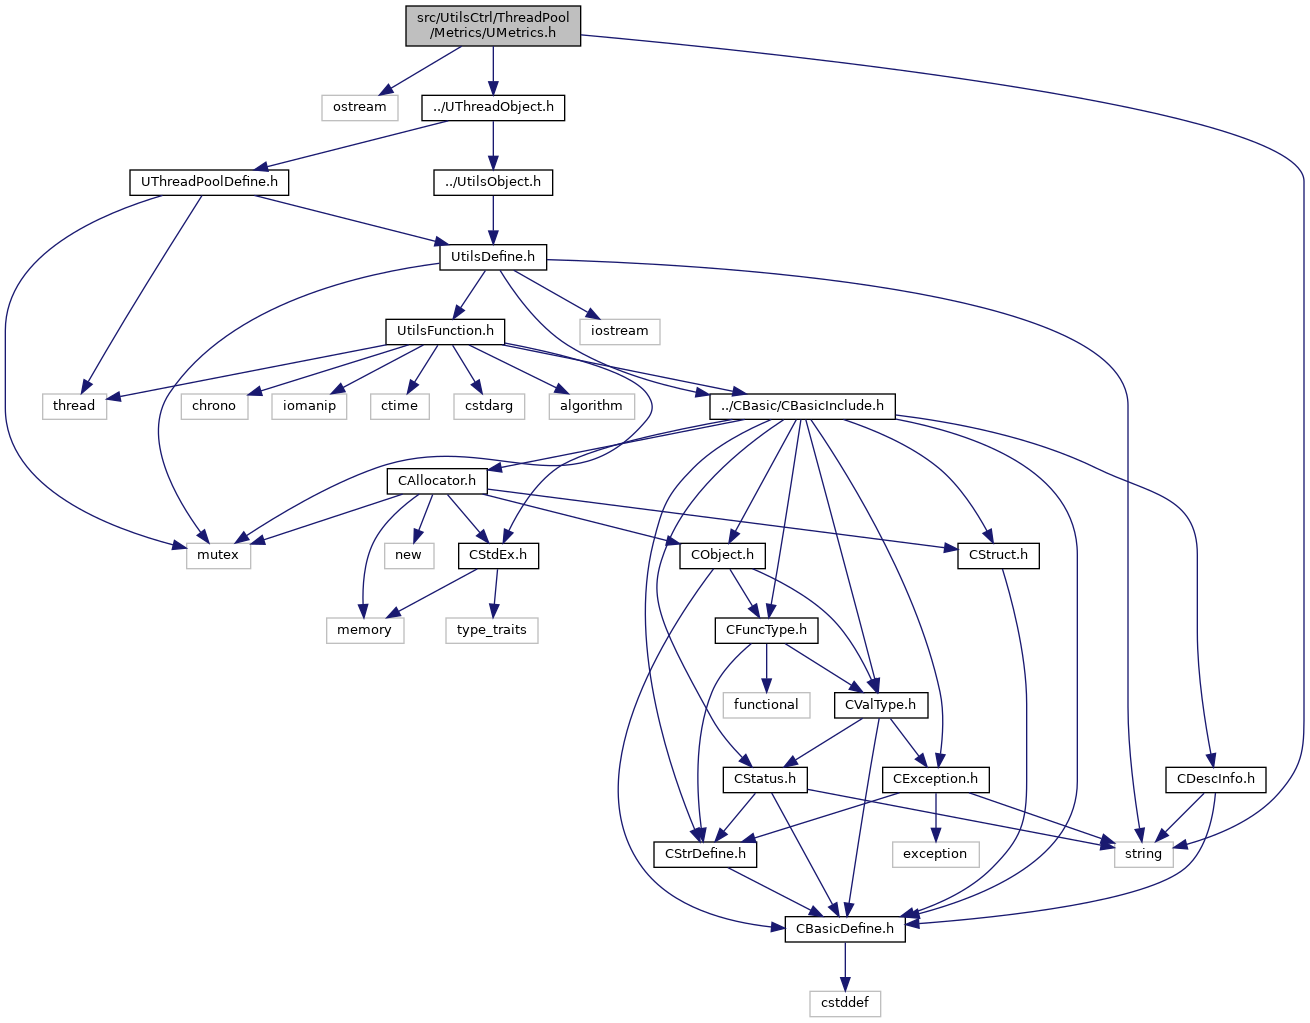 src/UtilsCtrl/ThreadPool
/Metrics/UMetrics.h
ostream
../UThreadObject.h
UThreadPoolDefine.h
../UtilsObject.h
UtilsDefine.h
UtilsFunction.h
iostream
thread
chrono
iomanip
ctime
cstdarg
algorithm
../CBasic/CBasicInclude.h
CAllocator.h
mutex
new
CStdEx.h
CObject.h
CStruct.h
memory
type_traits
CFuncType.h
functional
CValType.h
CStatus.h
CException.h
CDescInfo.h
CStrDefine.h
exception
string
CBasicDefine.h
cstddef